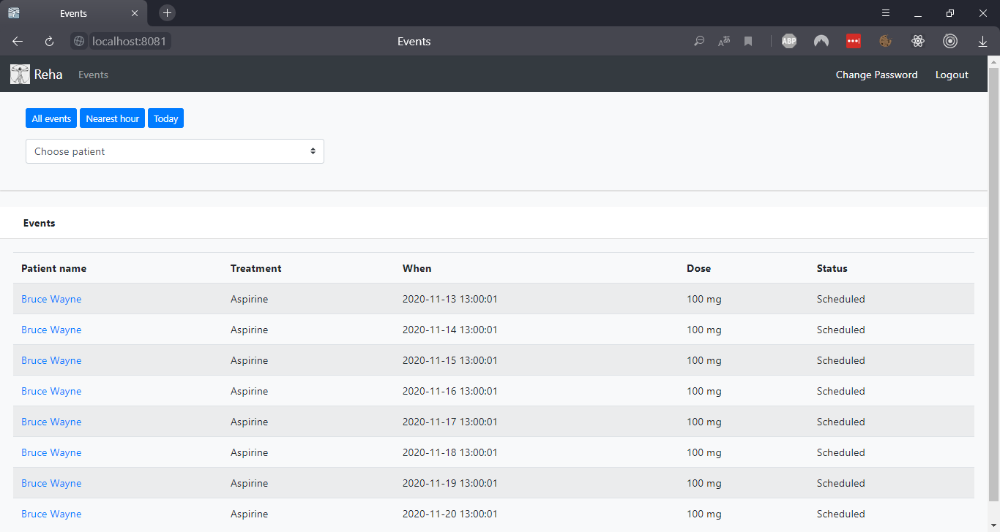 Events
localhost:8081 Events ABP
Reha Events Change Password Logout
All events Nearest hour Today
Choose patient
Events
Patient name Treatment When Dose Status
Bruce Wayne Aspirine 2020-11-13 13:00:01 100 mg Scheduled
Bruce Wayne Aspirine 2020-11-14 13:00:01 100 mg Scheduled
Bruce Wayne Aspirine 2020-11-15 13:00:01 100 mg Scheduled
Bruce Wayne Aspirine 2020-11-16 13:00:01 100 mg Scheduled
Bruce Wayne Aspirine 2020-11-17 13:00:01 100 mg Scheduled
Bruce Wayne Aspirine 2020-11-18 13:00:01 100 mg Scheduled
Bruce Wayne Aspirine 2020-11-19 13:00:01 100 mg Scheduled
Bruce Wayne Aspirine 2020-11-20 13:00:01 100 mg Scheduled